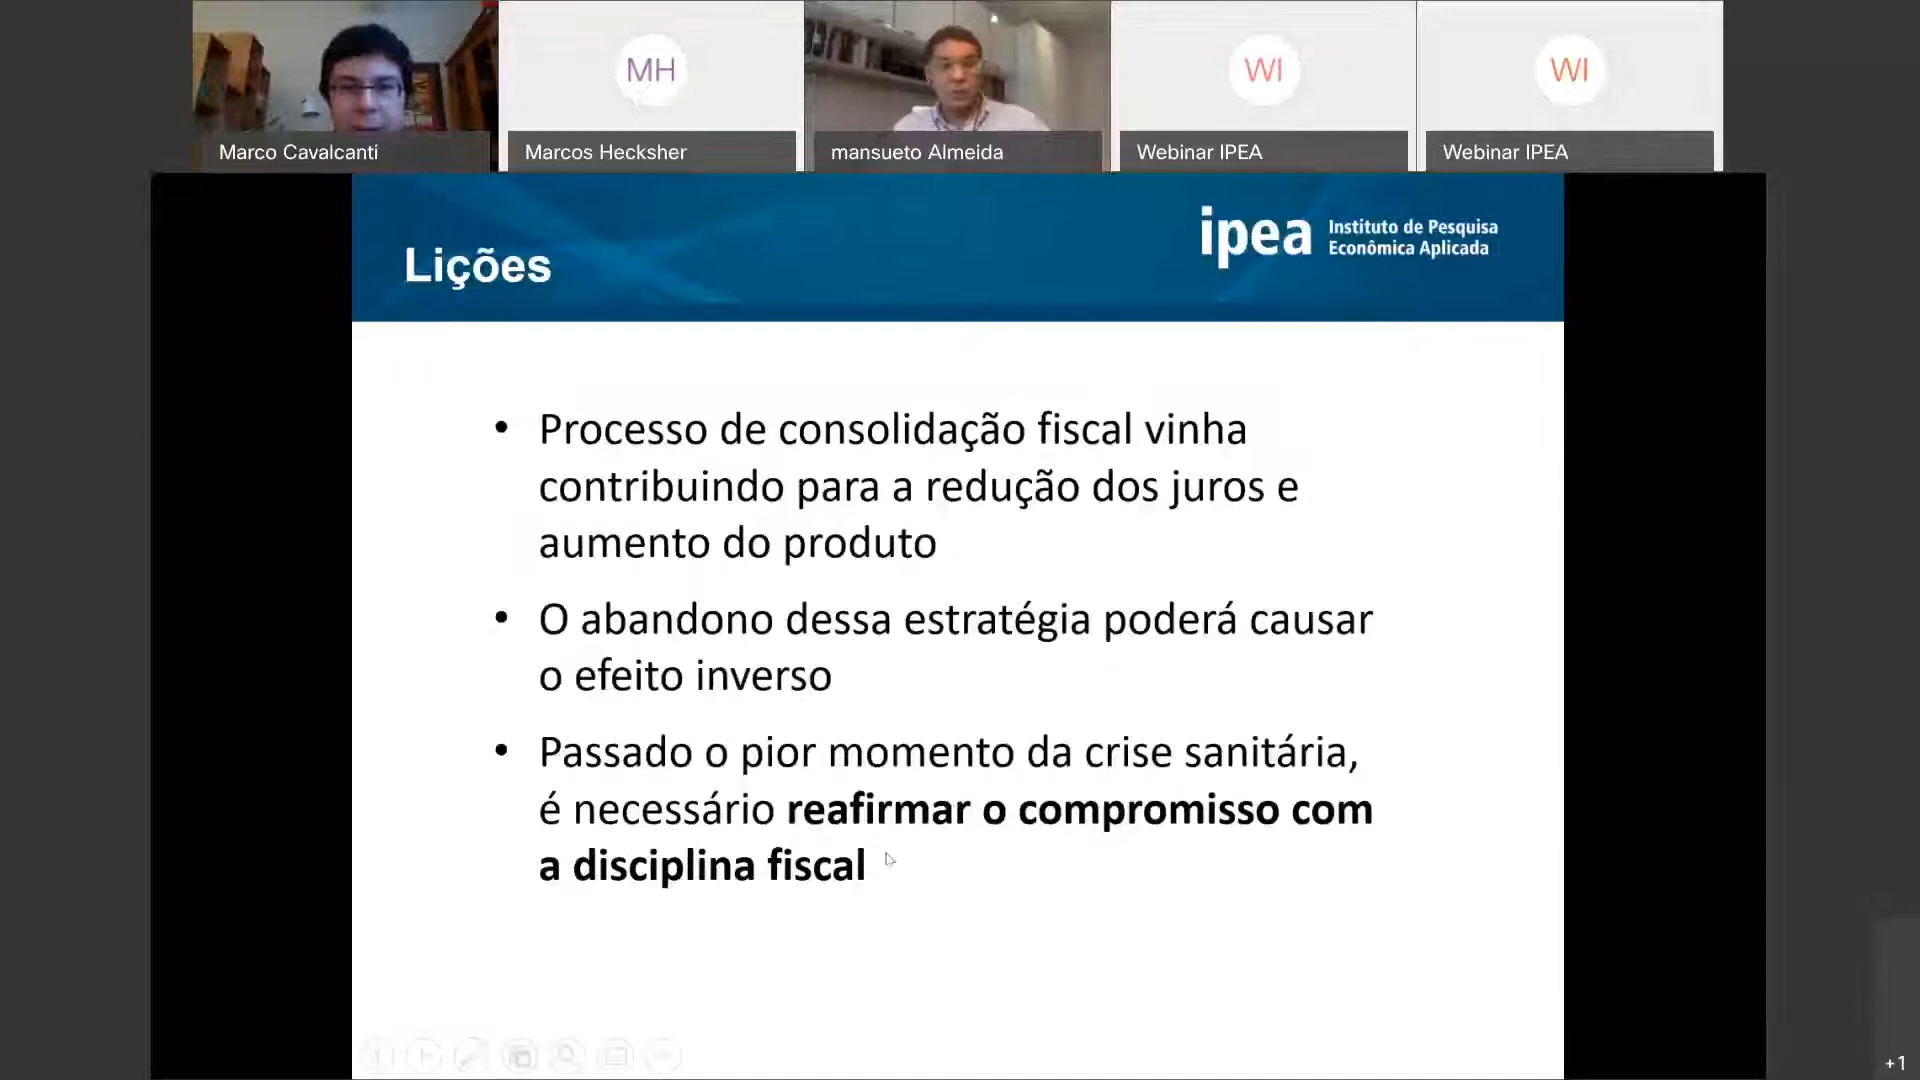 MH
WI
WI
Marco Cavalcanti
Marcos Hecksher
mansueto Almeida
Webinar IPEA
Webinar IPEA
Lições
ipea
Instituto de Pesquisa
Econômica Aplicada
• Processo de consolidação fiscal vinha
contribuindo para a redução dos juros e
aumento do produto
• O abandono dessa estratégia poderá causar
o efeito inverso
• Passado o pior momento da crise sanitária,
é necessário reafirmar o compromisso com
a disciplina fiscal
+1